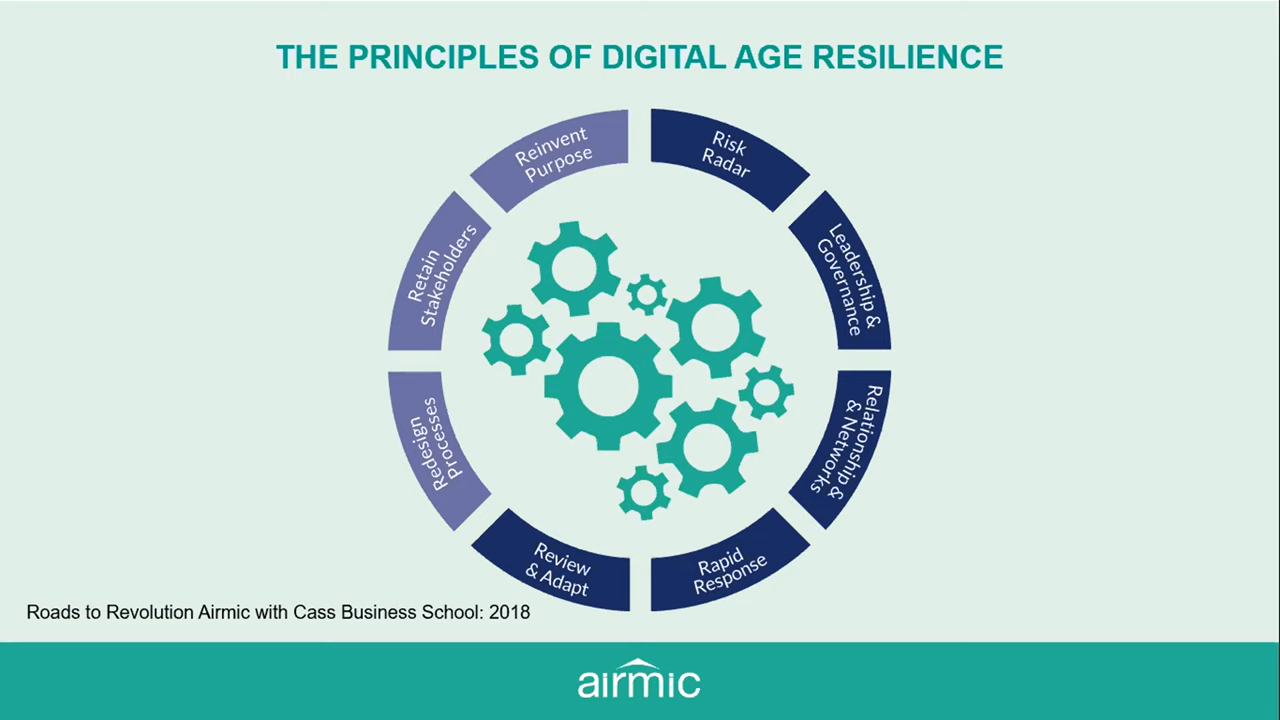 THE PRINCIPLES OF DIGITAL AGE RESILIENCE
Risk
Radar
Leadership &
Governance
Relationship &
& Networks
Rapid
Response
Review
& Adapt
Redesign
Processes
Retain
Stakeholders
Reinvent
Purpose
Roads to Revolution Airmic with Cass Business School: 2018
airmic